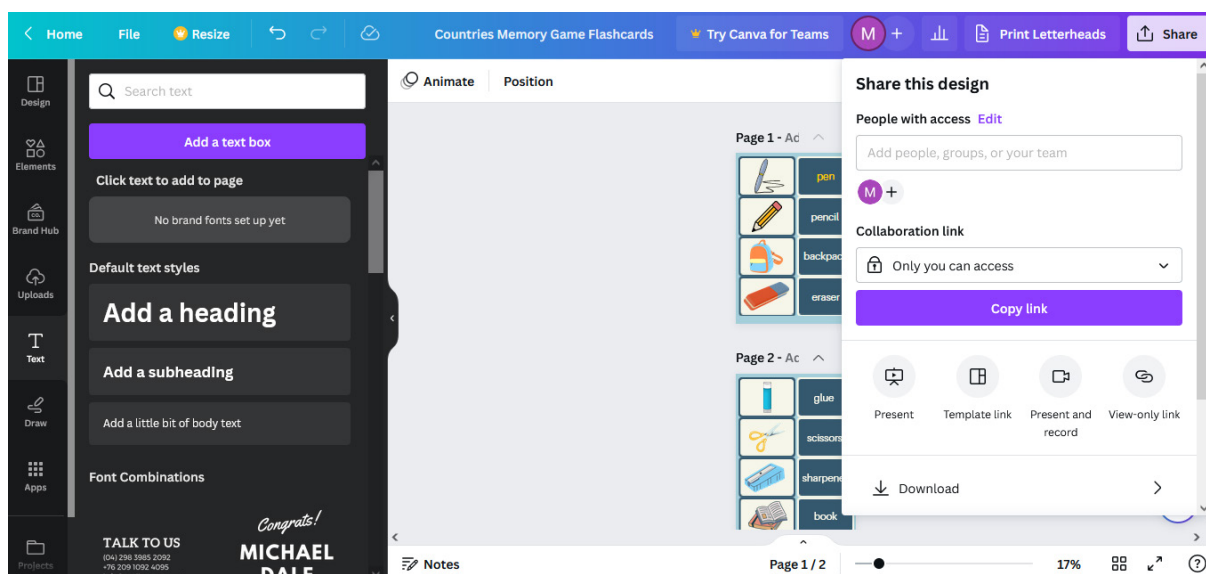 Home File Resize Countries Memory Game Flashcards Try Canva for Teams M + Print Letterheads Share
Design
Elements
Brand Hub
CO.
Uploads
Text
T
Draw
Apps
Projects
Search text
Add a text box
Click text to add to page
No brand fonts set up yet
Default text styles
Add a heading
Add a subheading
Add a little bit of body text
Font Combinations
TALK TO US
(04) 298 3985 2092
+76 209 1092 4095
Congrats!
MICHAEL
DALE
Animate Position
Page 1 - Ad
pen
pencil
backpac
eraser
Page 2 - Ad
glue
scissors
sharpene
book
Notes Page 1 / 2 17%
Share this design
People with access Edit
Add people, groups, or your team
M +
Collaboration link
Only you can access
Copy link
Present
Template link
Present and
record
View-only link
Download